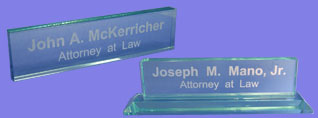 John A. McKerricher
Attorney at Law
Joseph M. Mano, Jr.
Attorney at Law